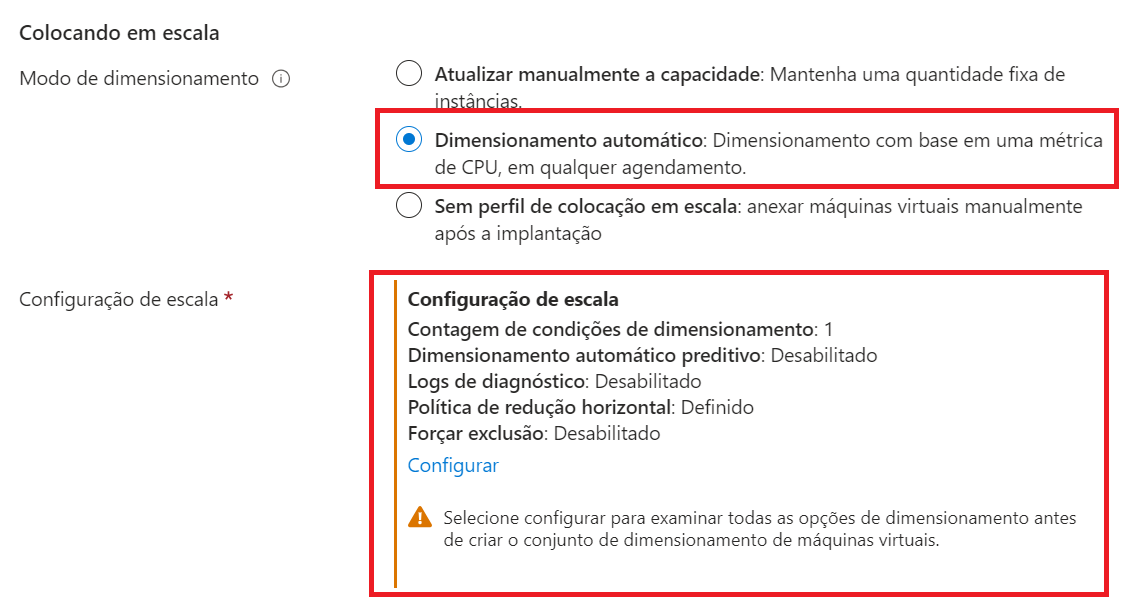 Colocando em escala
Modo de dimensionamento
Atualizar manualmente a capacidade: Mantenha uma quantidade fixa de
instâncias.
Dimensionamento automático: Dimensionamento com base em uma métrica
de CPU, em qualquer agendamento.
Sem perfil de colocação em escala: anexar máquinas virtuais manualmente
após a implantação
Configuração de escala *
Configuração de escala
Contagem de condições de dimensionamento: 1
Dimensionamento automático preditivo: Desabilitado
Logs de diagnóstico: Desabilitado
Política de redução horizontal: Definido
Forçar exclusão: Desabilitado
Configurar
Selecione configurar para examinar todas as opções de dimensionamento antes
de criar o conjunto de dimensionamento de máquinas virtuais.